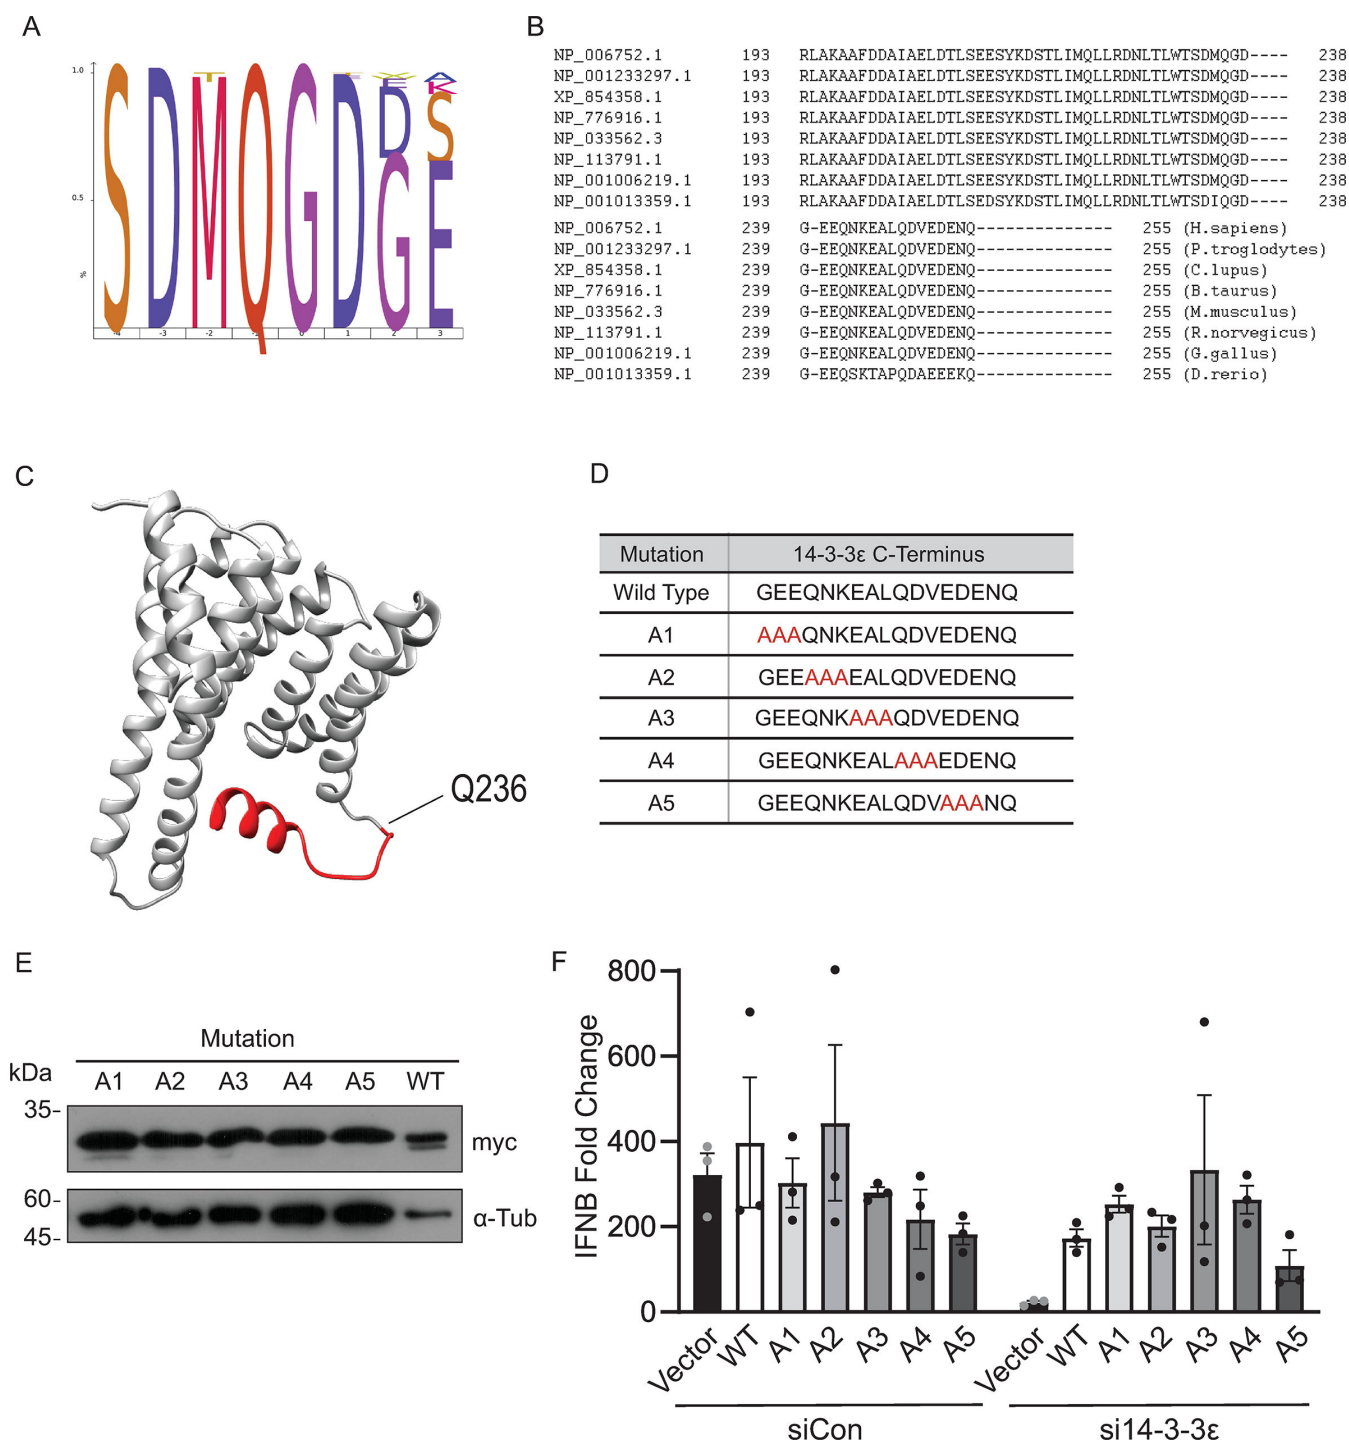 A
1.0
0.5
%
SDMQGDGE
T
E
V
E
D
A
K
S
-4 -3 -2 -1 0 1 2 3
B
NP_006752.1 193 RLAKAAFDDAIAELDTLSEESYKDSTLIMQLLRDNLTLWTSDMQGD---- 238
NP_001233297.1 193 RLAKAAFDDAIAELDTLSEESYKDSTLIMQLLRDNLTLWTSDMQGD---- 238
XP_854358.1 193 RLAKAAFDDAIAELDTLSEESYKDSTLIMQLLRDNLTLWTSDMQGD---- 238
NP_776916.1 193 RLAKAAFDDAIAELDTLSEESYKDSTLIMQLLRDNLTLWTSDMQGD---- 238
NP_033562.3 193 RLAKAAFDDAIAELDTLSEESYKDSTLIMQLLRDNLTLWTSDMQGD---- 238
NP_113791.1 193 RLAKAAFDDAIAELDTLSEESYKDSTLIMQLLRDNLTLWTSDMQGD---- 238
NP_001006219.1 193 RLAKAAFDDAIAELDTLSEESYKDSTLIMQLLRDNLTLWTSDMQGD---- 238
NP_001013359.1 193 RLAKAAFDDAIAELDTLSEDSYKDSTLIMQLLRDNLTLWTSDIQGD---- 238
NP_006752.1 239 G-EEQNKEALQDVEDENQ-------------- 255 (H.sapiens)
NP_001233297.1 239 G-EEQNKEALQDVEDENQ-------------- 255 (P.troglodytes)
XP_854358.1 239 G-EEQNKEALQDVEDENQ-------------- 255 (C.lupus)
NP_776916.1 239 G-EEQNKEALQDVEDENQ-------------- 255 (B.taurus)
NP_033562.3 239 G-EEQNKEALQDVEDENQ-------------- 255 (M.musculus)
NP_113791.1 239 G-EEQNKEALQDVEDENQ-------------- 255 (R.norvegicus)
NP_001006219.1 239 G-EEQNKEALQDVEDENQ-------------- 255 (G.gallus)
NP_001013359.1 239 G-EEQSKTAPQDAEEEKQ-------------- 255 (D.rerio)
C
Q236
D
Mutation 14-3-3ε C-Terminus
Wild Type GEEQNKEALQDVEDENQ
A1 AAAQNKEALQDVEDENQ
A2 GEEAAAEALQDVEDENQ
A3 GEEQNKAAAQDVEDENQ
A4 GEEQNKEALAAAEDENQ
A5 GEEQNKEALQDVAAANQ
E
Mutation
kDa A1 A2 A3 A4 A5 WT
35-
myc
60-
α-Tub
45-
F
IFNB Fold Change
800
600
400
200
0
Vector WT A1 A2 A3 A4 A5 Vector WT A1 A2 A3 A4 A5
siCon si14-3-3ε